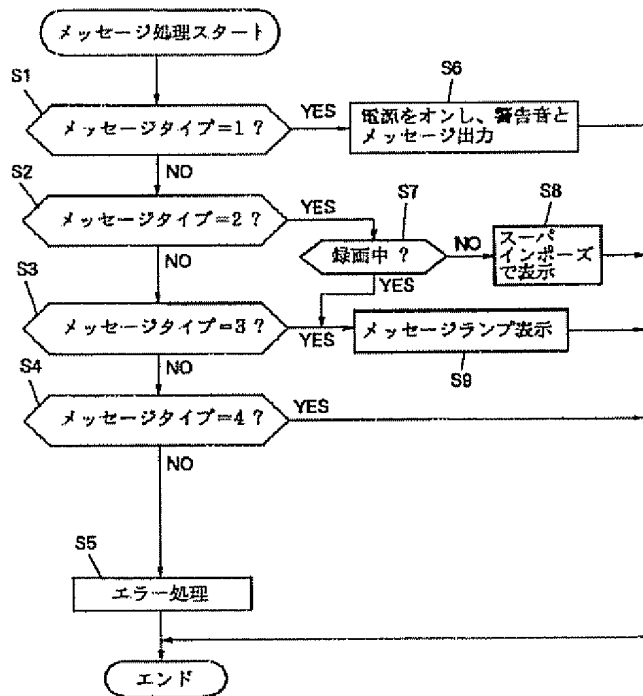 メッセージ処理スタート
S1
メッセージタイプ=1?
YES
S6
電源をオンし、警告音と
メッセージ出力
NO
S2
メッセージタイプ=2?
YES
S7
録画中?
NO
S8
スーパ
インポーズ
で表示
NO
YES
S3
メッセージタイプ=3?
YES
メッセージランプ表示
S9
NO
S4
メッセージタイプ=4?
YES
NO
S5
エラー処理
エンド